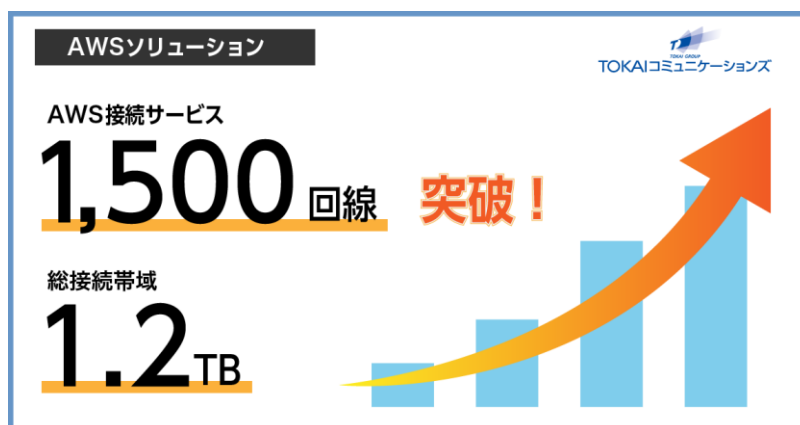 AWSソリューション
TOKAI GROUP
TOKAIコミュニケーションズ
AWS接続サービス
1,500回線 突破！
総接続帯域
1.2TB